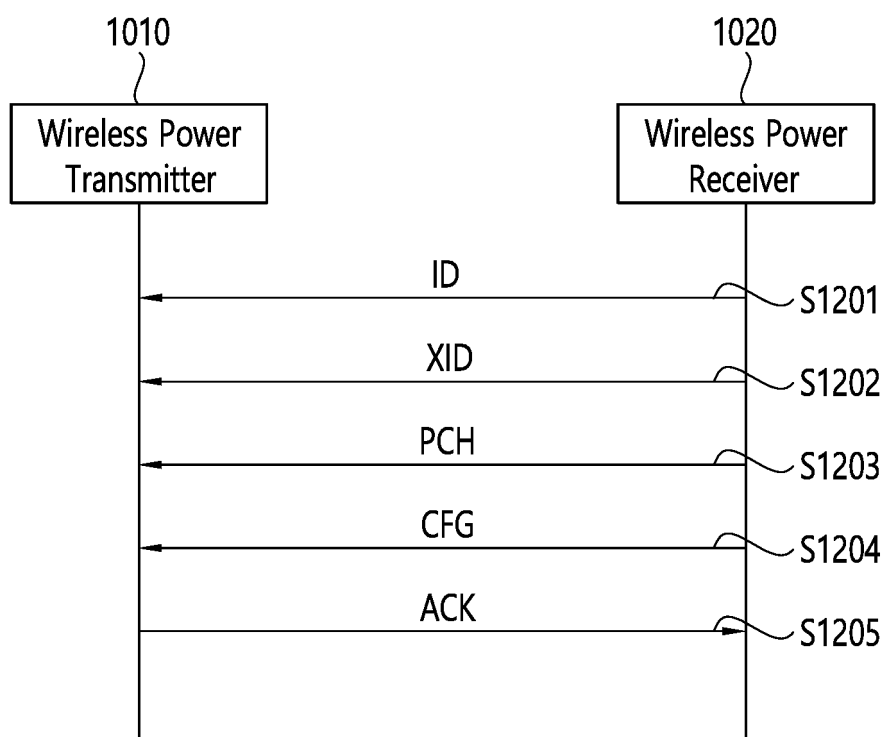 1010
1020
Wireless Power
Transmitter
Wireless Power
Receiver
ID
S1201
XID
S1202
PCH
S1203
CFG
S1204
ACK
S1205